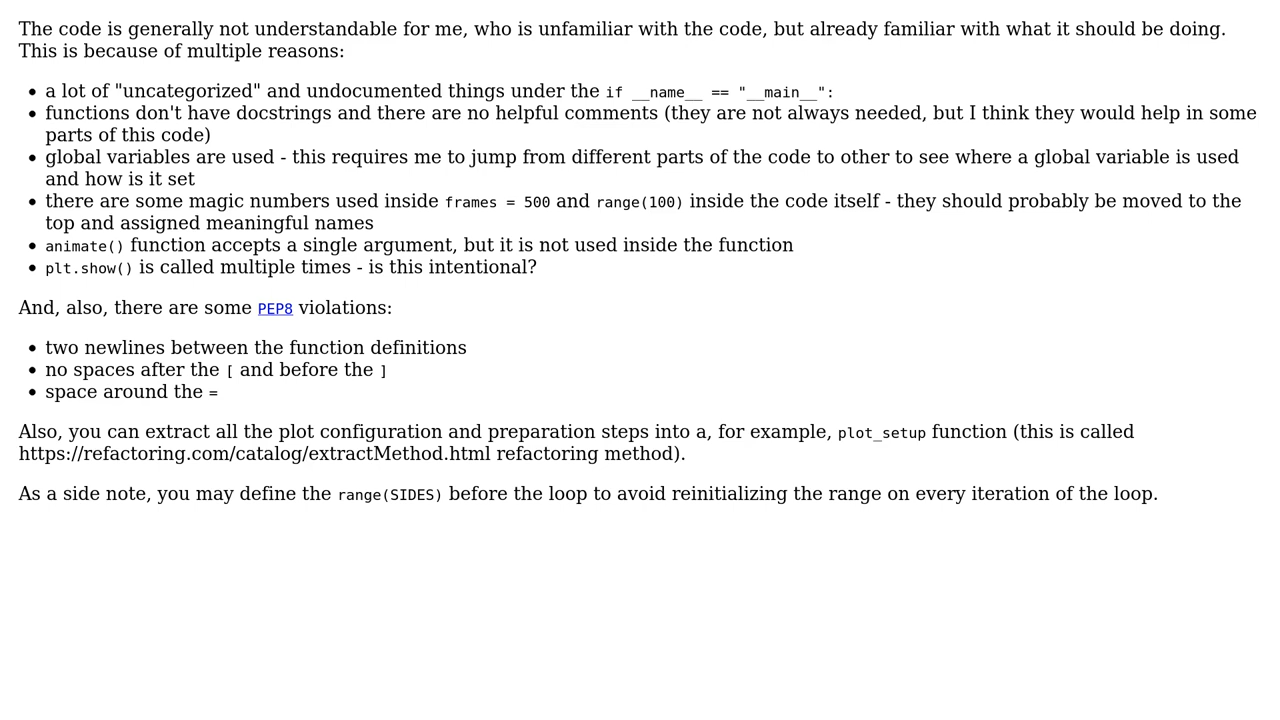 The code is generally not understandable for me, who is unfamiliar with the code, but already familiar with what it should be doing.
This is because of multiple reasons:
• a lot of "uncategorized" and undocumented things under the if __name__ == "__main__":
• functions don't have docstrings and there are no helpful comments (they are not always needed, but I think they would help in some
parts of this code)
• global variables are used - this requires me to jump from different parts of the code to other to see where a global variable is used
and how is it set
• there are some magic numbers used inside frames = 500 and range(100) inside the code itself - they should probably be moved to the
top and assigned meaningful names
• animate() function accepts a single argument, but it is not used inside the function
• plt.show() is called multiple times - is this intentional?
And, also, there are some PEP8 violations:
• two newlines between the function definitions
• no spaces after the [ and before the ]
• space around the =
Also, you can extract all the plot configuration and preparation steps into a, for example, plot_setup function (this is called
https://refactoring.com/catalog/extractMethod.html refactoring method).
As a side note, you may define the range(SIDES) before the loop to avoid reinitializing the range on every iteration of the loop.